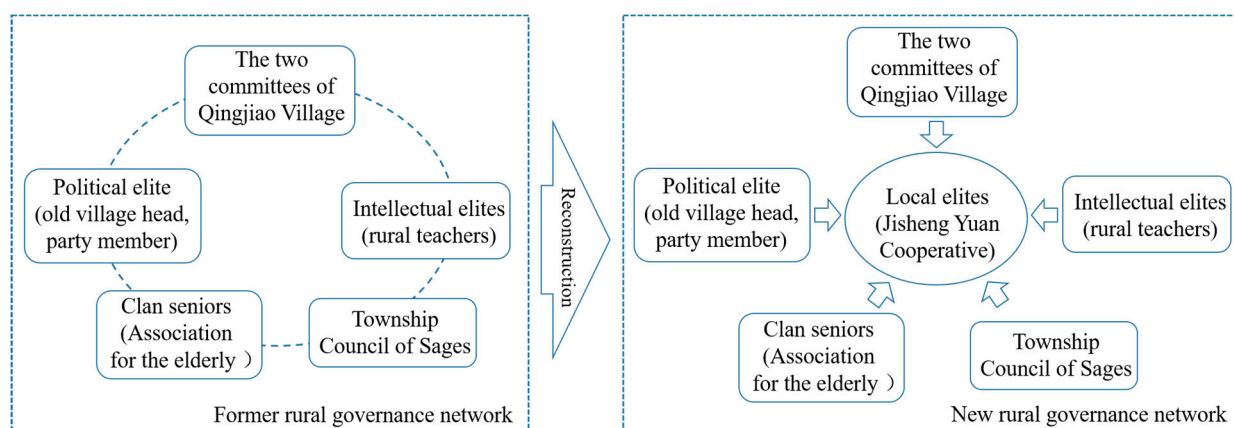 The two
committees of
Qingjiao Village
Political elite
(old village head,
party member)
Intellectual elites
(rural teachers)
Clan seniors
(Association
for the elderly）
Township
Council of Sages
Former rural governance network
Reconstruction
The two
committees of
Qingjiao Village
Political elite
(old village head,
party member)
Local elites
(Jisheng Yuan
Cooperative)
Intellectual elites
(rural teachers)
Clan seniors
(Association
for the elderly）
Township
Council of Sages
New rural governance network